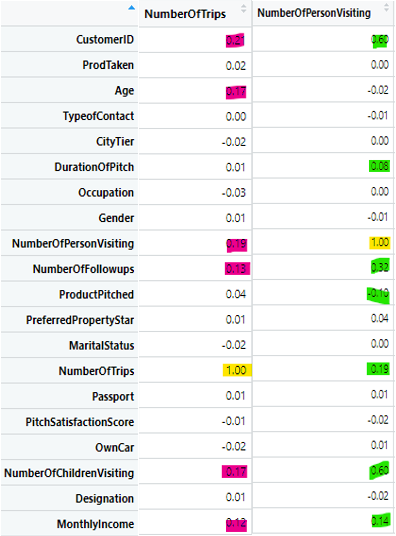 NumberOfTrips NumberOfPersonVisiting
CustomerID 0.21 0.60
ProdTaken 0.02 0.00
Age 0.17 -0.02
TypeofContact 0.00 -0.01
CityTier -0.02 0.00
DurationOfPitch 0.01 0.08
Occupation -0.03 0.00
Gender 0.01 -0.01
NumberOfPersonVisiting 0.19 1.00
NumberOfFollowups 0.13 0.32
ProductPitched 0.04 -0.10
PreferredPropertyStar 0.01 0.04
MaritalStatus -0.02 0.00
NumberOfTrips 1.00 0.19
Passport 0.01 0.01
PitchSatisfactionScore -0.01 -0.02
OwnCar -0.02 0.01
NumberOfChildrenVisiting 0.17 0.60
Designation 0.01 -0.02
MonthlyIncome 0.12 0.14